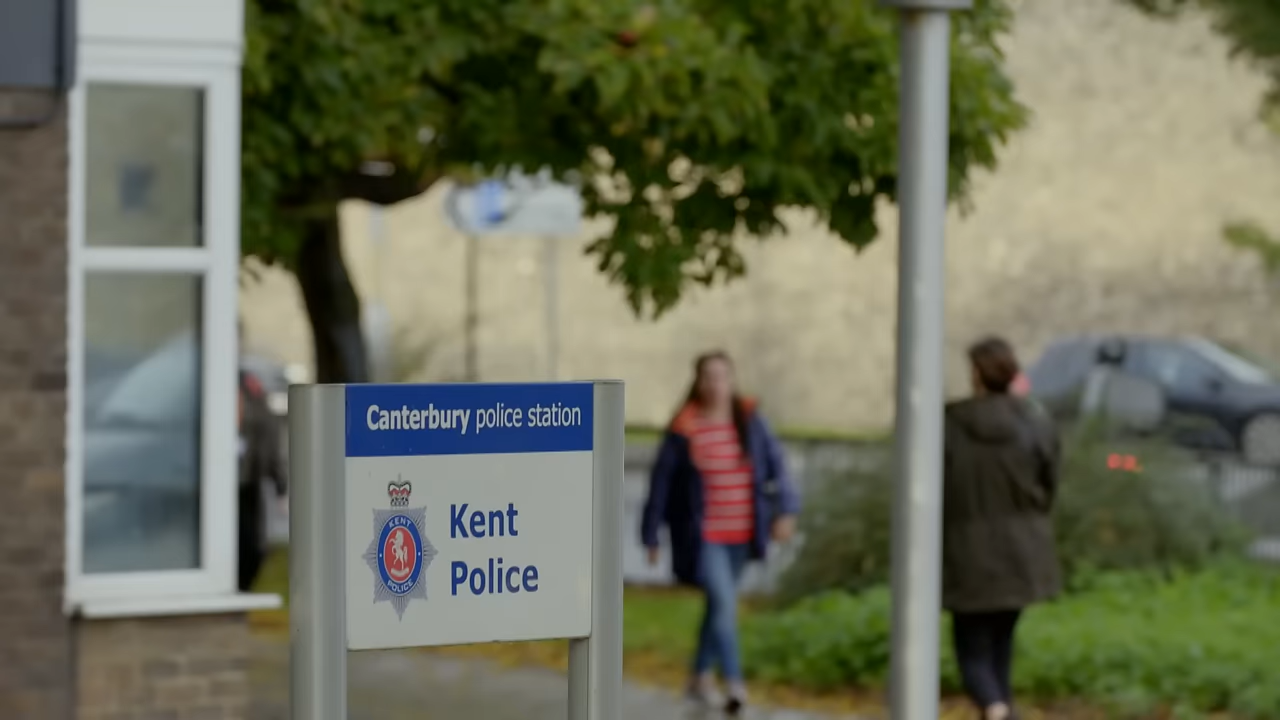 Canterbury police station
Kent
Police
KENT
POLICE